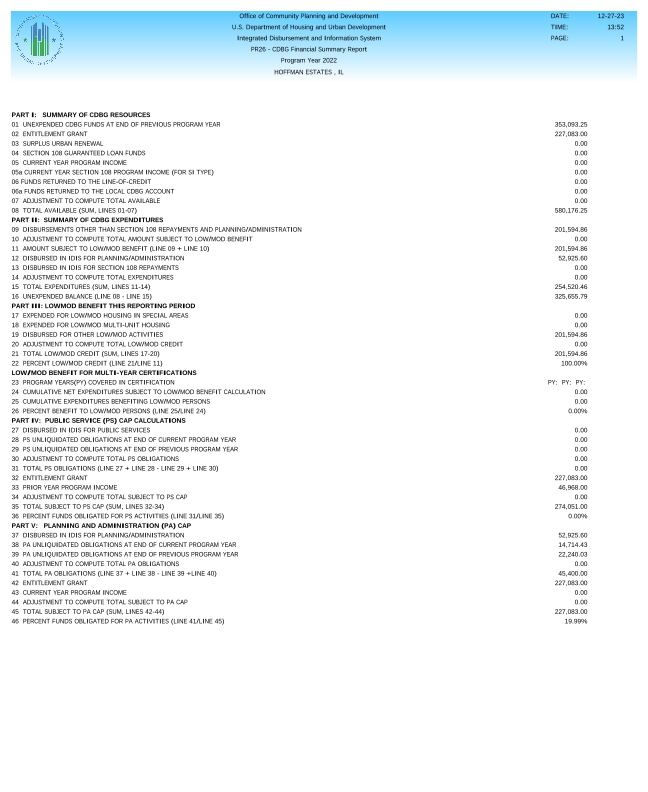 Office of Community Planning and Development DATE: 12-27-23
U.S. Department of Housing and Urban Development TIME: 13:52
Integrated Disbursement and Information System PAGE: 1
PR26 - CDBG Financial Summary Report
Program Year 2022
HOFFMAN ESTATES , IL
PART I: SUMMARY OF CDBG RESOURCES
01 UNEXPENDED CDBG FUNDS AT END OF PREVIOUS PROGRAM YEAR 353,093.25
02 ENTITLEMENT GRANT 227,083.00
03 SURPLUS URBAN RENEWAL 0.00
04 SECTION 108 GUARANTEED LOAN FUNDS 0.00
05 CURRENT YEAR PROGRAM INCOME 0.00
05a CURRENT YEAR SECTION 108 PROGRAM INCOME (FOR SI TYPE) 0.00
06 FUNDS RETURNED TO THE LINE-OF-CREDIT 0.00
06a FUNDS RETURNED TO THE LOCAL CDBG ACCOUNT 0.00
07 ADJUSTMENT TO COMPUTE TOTAL AVAILABLE 0.00
08 TOTAL AVAILABLE (SUM, LINES 01-07) 580,176.25
PART II: SUMMARY OF CDBG EXPENDITURES
09 DISBURSEMENTS OTHER THAN SECTION 108 REPAYMENTS AND PLANNING/ADMINISTRATION 201,594.86
10 ADJUSTMENT TO COMPUTE TOTAL AMOUNT SUBJECT TO LOW/MOD BENEFIT 0.00
11 AMOUNT SUBJECT TO LOW/MOD BENEFIT (LINE 09 + LINE 10) 201,594.86
12 DISBURSED IN IDIS FOR PLANNING/ADMINISTRATION 52,925.60
13 DISBURSED IN IDIS FOR SECTION 108 REPAYMENTS 0.00
14 ADJUSTMENT TO COMPUTE TOTAL EXPENDITURES 0.00
15 TOTAL EXPENDITURES (SUM, LINES 11-14) 254,520.46
16 UNEXPENDED BALANCE (LINE 08 - LINE 15) 325,655.79
PART III: LOWMOD BENEFIT THIS REPORTING PERIOD
17 EXPENDED FOR LOW/MOD HOUSING IN SPECIAL AREAS 0.00
18 EXPENDED FOR LOW/MOD MULTI-UNIT HOUSING 0.00
19 DISBURSED FOR OTHER LOW/MOD ACTIVITIES 201,594.86
20 ADJUSTMENT TO COMPUTE TOTAL LOW/MOD CREDIT 0.00
21 TOTAL LOW/MOD CREDIT (SUM, LINES 17-20) 201,594.86
22 PERCENT LOW/MOD CREDIT (LINE 21/LINE 11) 100.00%
LOW/MOD BENEFIT FOR MULTI-YEAR CERTIFICATIONS
23 PROGRAM YEARS(PY) COVERED IN CERTIFICATION PY: PY: PY:
24 CUMULATIVE NET EXPENDITURES SUBJECT TO LOW/MOD BENEFIT CALCULATION 0.00
25 CUMULATIVE EXPENDITURES BENEFITING LOW/MOD PERSONS 0.00
26 PERCENT BENEFIT TO LOW/MOD PERSONS (LINE 25/LINE 24) 0.00%
PART IV: PUBLIC SERVICE (PS) CAP CALCULATIONS
27 DISBURSED IN IDIS FOR PUBLIC SERVICES 0.00
28 PS UNLIQUIDATED OBLIGATIONS AT END OF CURRENT PROGRAM YEAR 0.00
29 PS UNLIQUIDATED OBLIGATIONS AT END OF PREVIOUS PROGRAM YEAR 0.00
30 ADJUSTMENT TO COMPUTE TOTAL PS OBLIGATIONS 0.00
31 TOTAL PS OBLIGATIONS (LINE 27 + LINE 28 - LINE 29 + LINE 30) 0.00
32 ENTITLEMENT GRANT 227,083.00
33 PRIOR YEAR PROGRAM INCOME 46,968.00
34 ADJUSTMENT TO COMPUTE TOTAL SUBJECT TO PS CAP 0.00
35 TOTAL SUBJECT TO PS CAP (SUM, LINES 32-34) 274,051.00
36 PERCENT FUNDS OBLIGATED FOR PS ACTIVITIES (LINE 31/LINE 35) 0.00%
PART V: PLANNING AND ADMINISTRATION (PA) CAP
37 DISBURSED IN IDIS FOR PLANNING/ADMINISTRATION 52,925.60
38 PA UNLIQUIDATED OBLIGATIONS AT END OF CURRENT PROGRAM YEAR 14,714.43
39 PA UNLIQUIDATED OBLIGATIONS AT END OF PREVIOUS PROGRAM YEAR 22,240.03
40 ADJUSTMENT TO COMPUTE TOTAL PA OBLIGATIONS 0.00
41 TOTAL PA OBLIGATIONS (LINE 37 + LINE 38 - LINE 39 +LINE 40) 45,400.00
42 ENTITLEMENT GRANT 227,083.00
43 CURRENT YEAR PROGRAM INCOME 0.00
44 ADJUSTMENT TO COMPUTE TOTAL SUBJECT TO PA CAP 0.00
45 TOTAL SUBJECT TO PA CAP (SUM, LINES 42-44) 227,083.00
46 PERCENT FUNDS OBLIGATED FOR PA ACTIVITIES (LINE 41/LINE 45) 19.99%